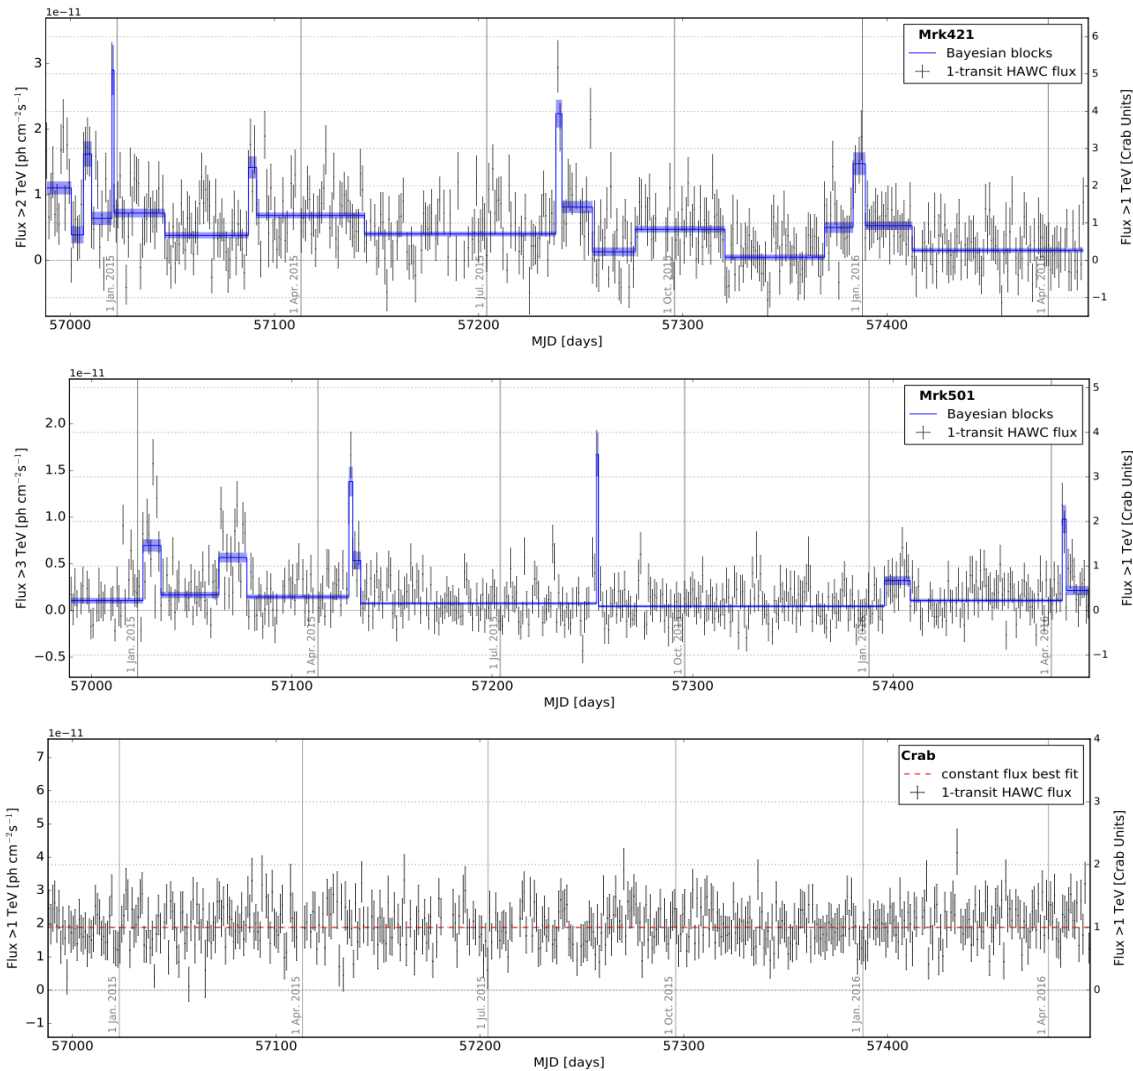 1e−11
Mrk421
Bayesian blocks
1-transit HAWC flux
Flux >2 TeV [ph cm−2s−1]
3
2
1
0
6
5
4
3
2
1
0
−1
Flux >1 TeV [Crab Units]
1 Jan. 2015
1 Apr. 2015
1 Jul. 2015
1 Oct. 2015
1 Jan. 2016
1 Apr. 2016
57000 57100 57200 57300 57400
MJD [days]
1e−11
Mrk501
Bayesian blocks
1-transit HAWC flux
Flux >3 TeV [ph cm−2s−1]
2.0
1.5
1.0
0.5
0.0
−0.5
5
4
3
2
1
0
−1
Flux >1 TeV [Crab Units]
1 Jan. 2015
1 Apr. 2015
1 Jul. 2015
1 Oct. 2015
1 Jan. 2016
1 Apr. 2016
57000 57100 57200 57300 57400
MJD [days]
1e−11
Crab
constant flux best fit
1-transit HAWC flux
Flux >1 TeV [ph cm−2s−1]
7
6
5
4
3
2
1
0
−1
4
3
2
1
0
Flux >1 TeV [Crab Units]
1 Jan. 2015
1 Apr. 2015
1 Jul. 2015
1 Oct. 2015
1 Jan. 2016
1 Apr. 2016
57000 57100 57200 57300 57400
MJD [days]